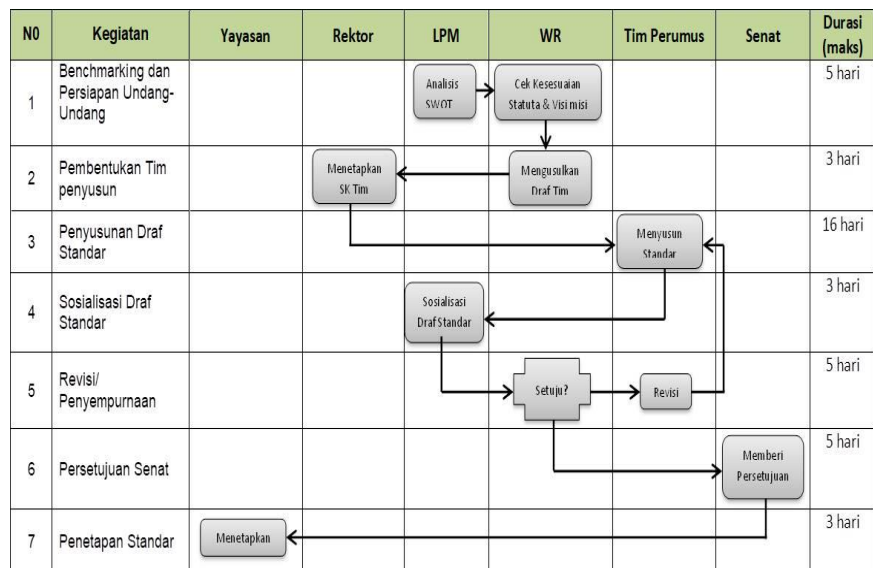 N0 Kegiatan Yayasan Rektor LPM WR Tim Perumus Senat Durasi
(maks)
1 Benchmarking dan
Persiapan Undang-
Undang
Analisis
SWOT
Cek Kesesuaian
Statuta & Visi misi
5 hari
2 Pembentukan Tim
penyusun
Menetapkan
SK Tim
Mengusulkan
Draf Tim
3 hari
3 Penyusunan Draf
Standar
Menyusun
Standar
16 hari
4 Sosialisasi Draf
Standar
Sosialisasi
Draf Standar
3 hari
5 Revisi/
Penyempurnaan
Setuju?
Revisi
5 hari
6 Persetujuan Senat
Memberi
Persetujuan
5 hari
7 Penetapan Standar
Menetapkan
3 hari